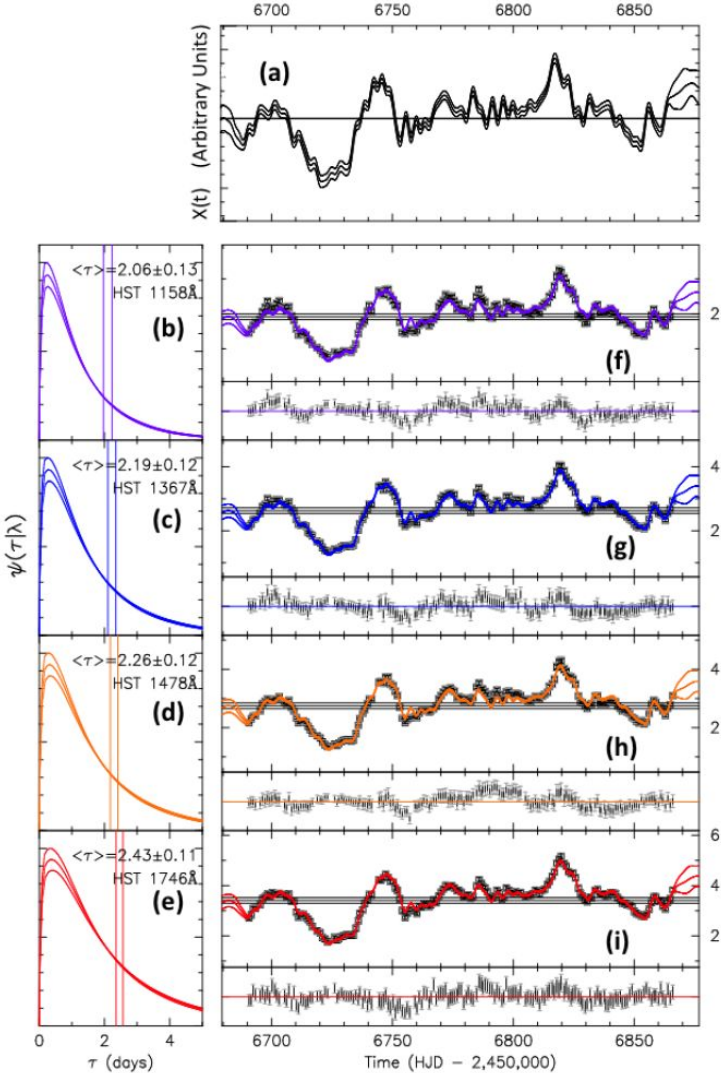 6700 6750 6800 6850
X(t) (Arbitrary Units)
(a)
<τ>=2.06±0.13
HST 1158Å
(b)
(f)
2
<τ>=2.19±0.12
HST 1367Å
(c)
(g)
4
2
ψ(τ|λ)
<τ>=2.26±0.12
HST 1478Å
(d)
(h)
4
2
<τ>=2.43±0.11
HST 1746Å
(e)
(i)
6
4
2
0 2 4
τ (days)
6700 6750 6800 6850
Time (HJD − 2,450,000)